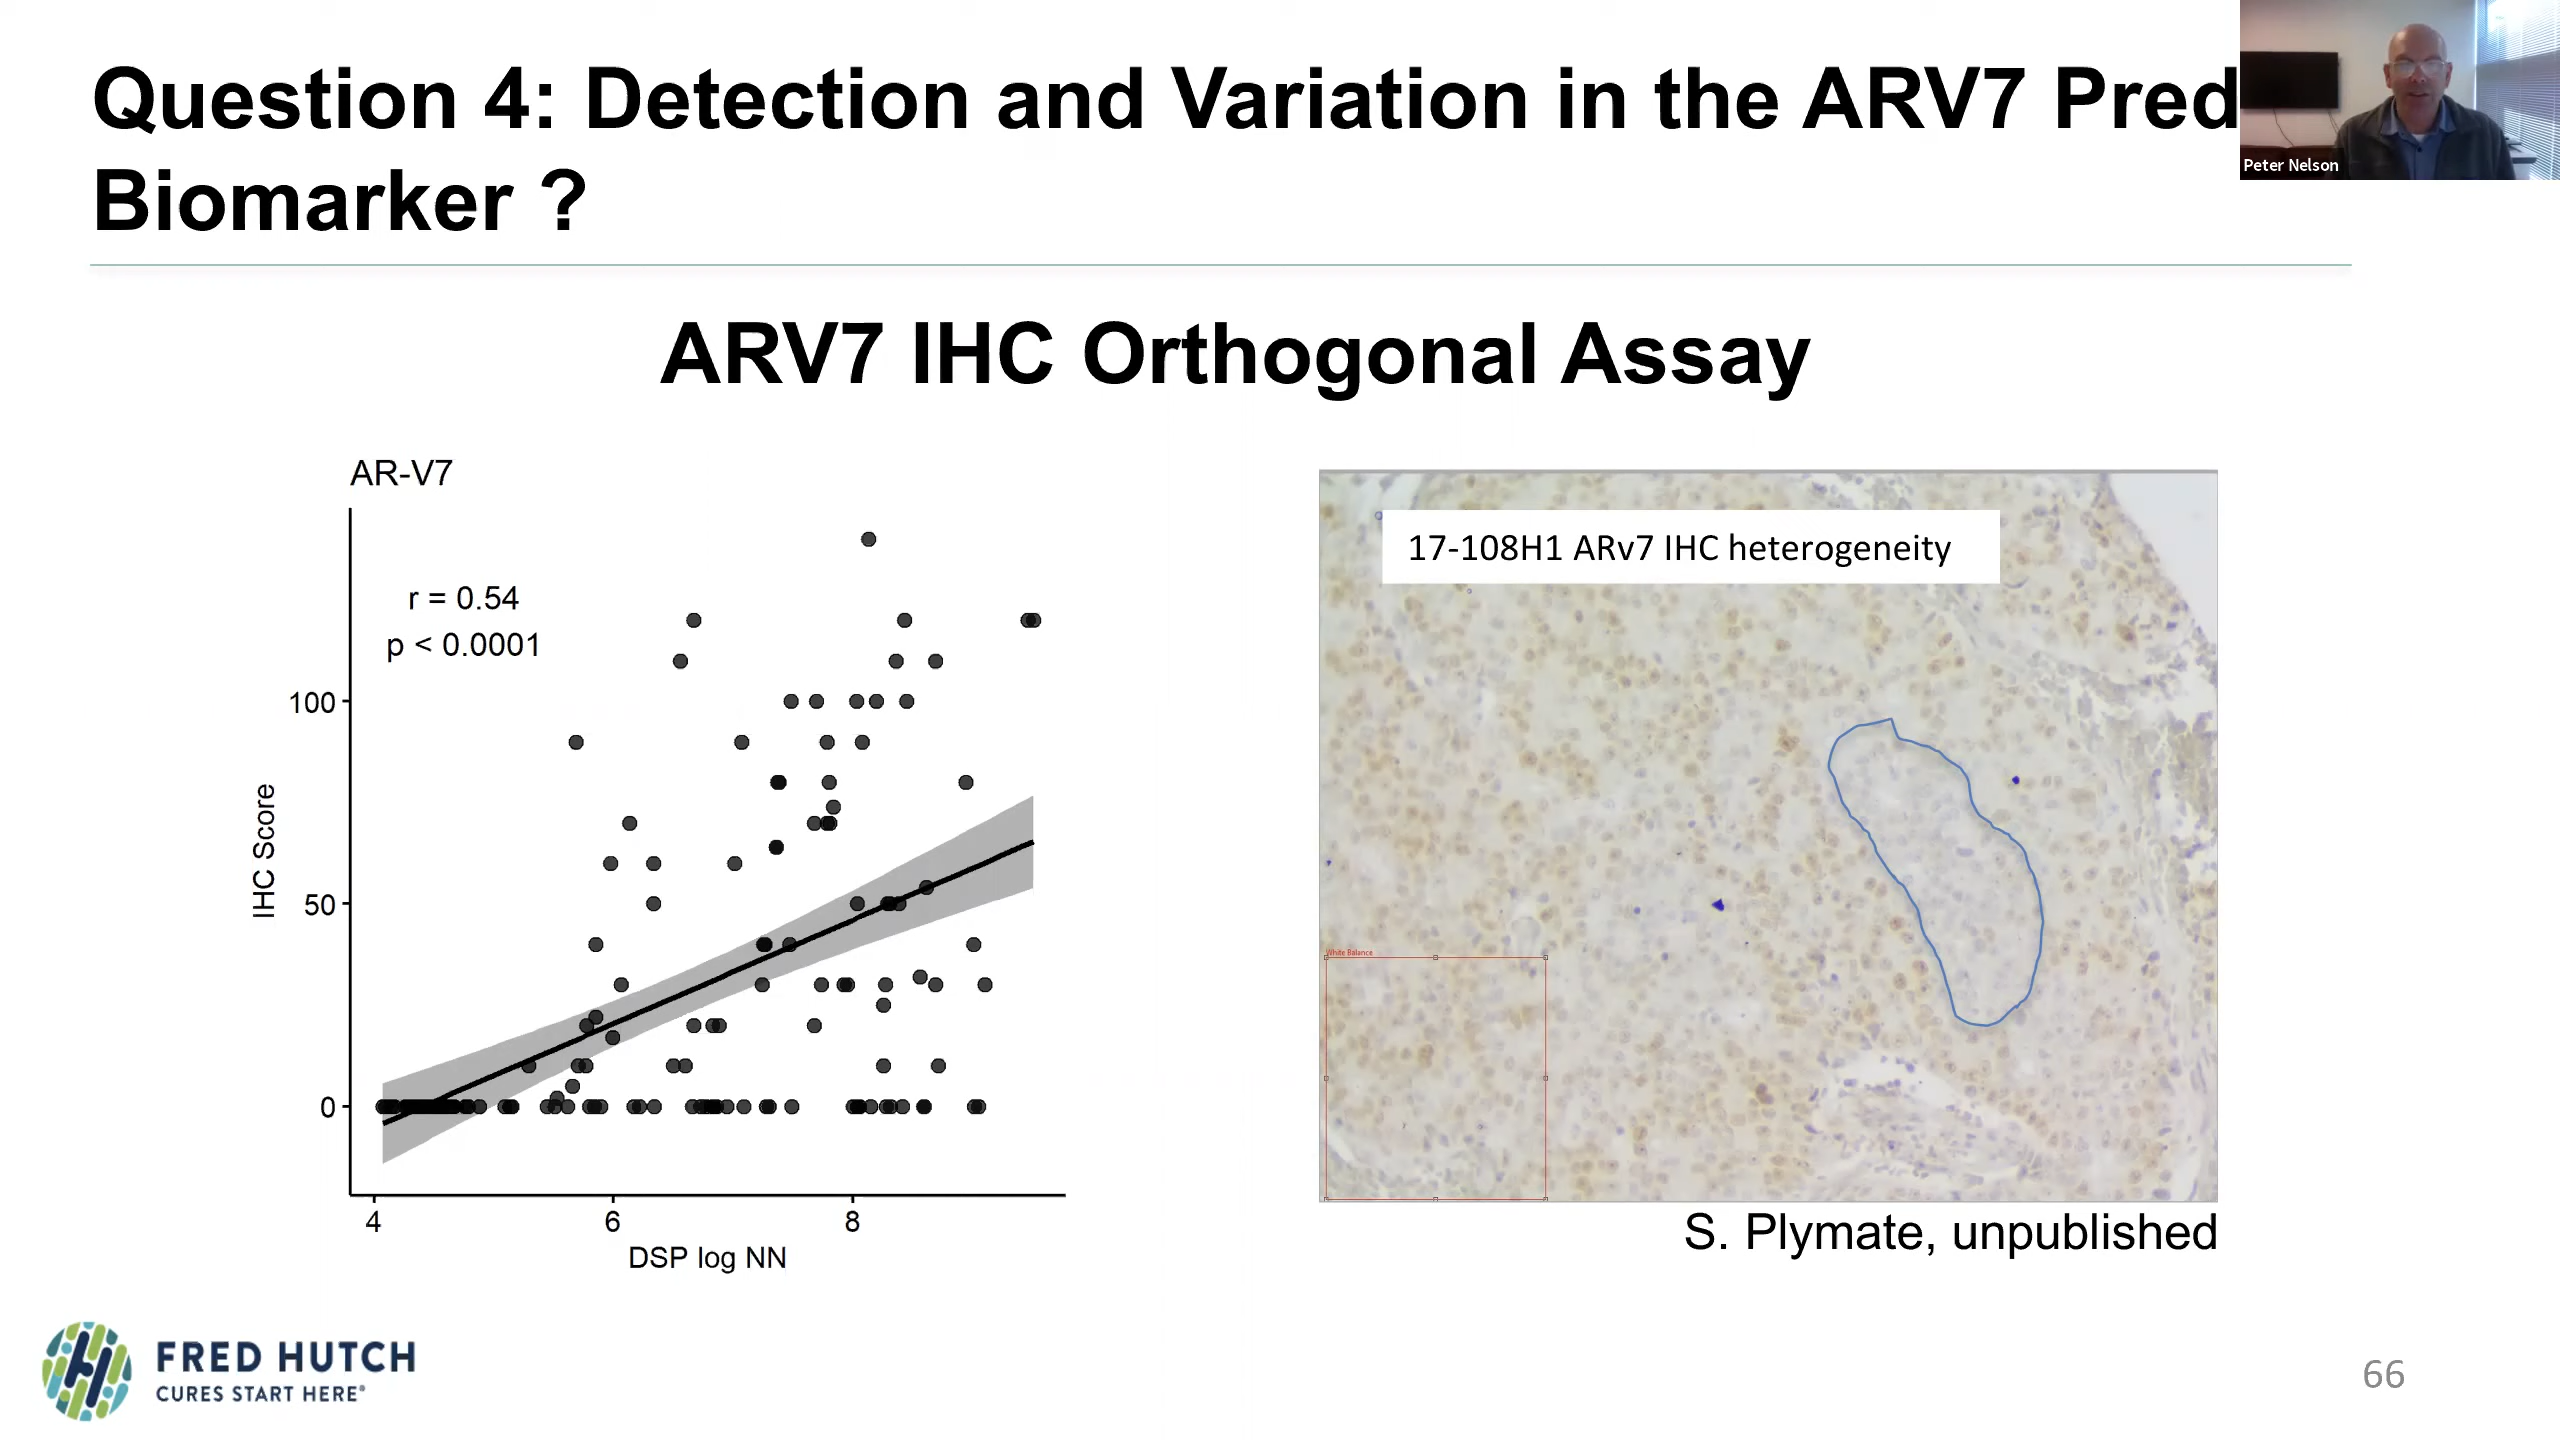 Question 4: Detection and Variation in the ARV7 Pred
Biomarker ?
Peter Nelson
ARV7 IHC Orthogonal Assay
AR-V7
r = 0.54
p < 0.0001
100
50
0
IHC Score
4 6 8
DSP log NN
17-108H1 ARv7 IHC heterogeneity
White Balance
S. Plymate, unpublished
FRED HUTCH
CURES START HERE®
66